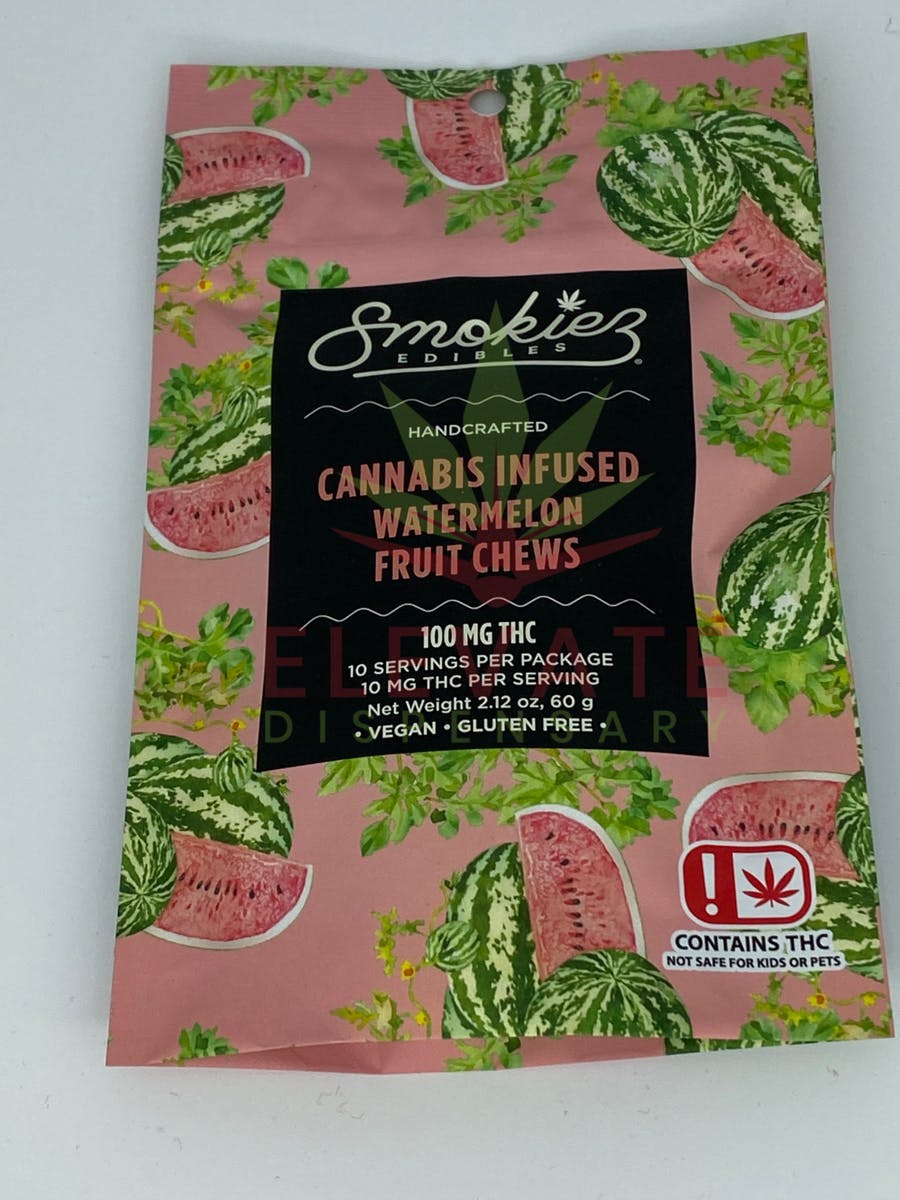 Smokiez
EDIBLES
HANDCRAFTED
CANNABIS INFUSED
WATERMELON
FRUIT CHEWS
100 MG THC
10 SERVINGS PER PACKAGE
10 MG THC PER SERVING
Net Weight 2.12 oz, 60 g
• VEGAN • GLUTEN FREE •
ELEVATE
DISPENSARY
!
CONTAINS THC
NOT SAFE FOR KIDS OR PETS